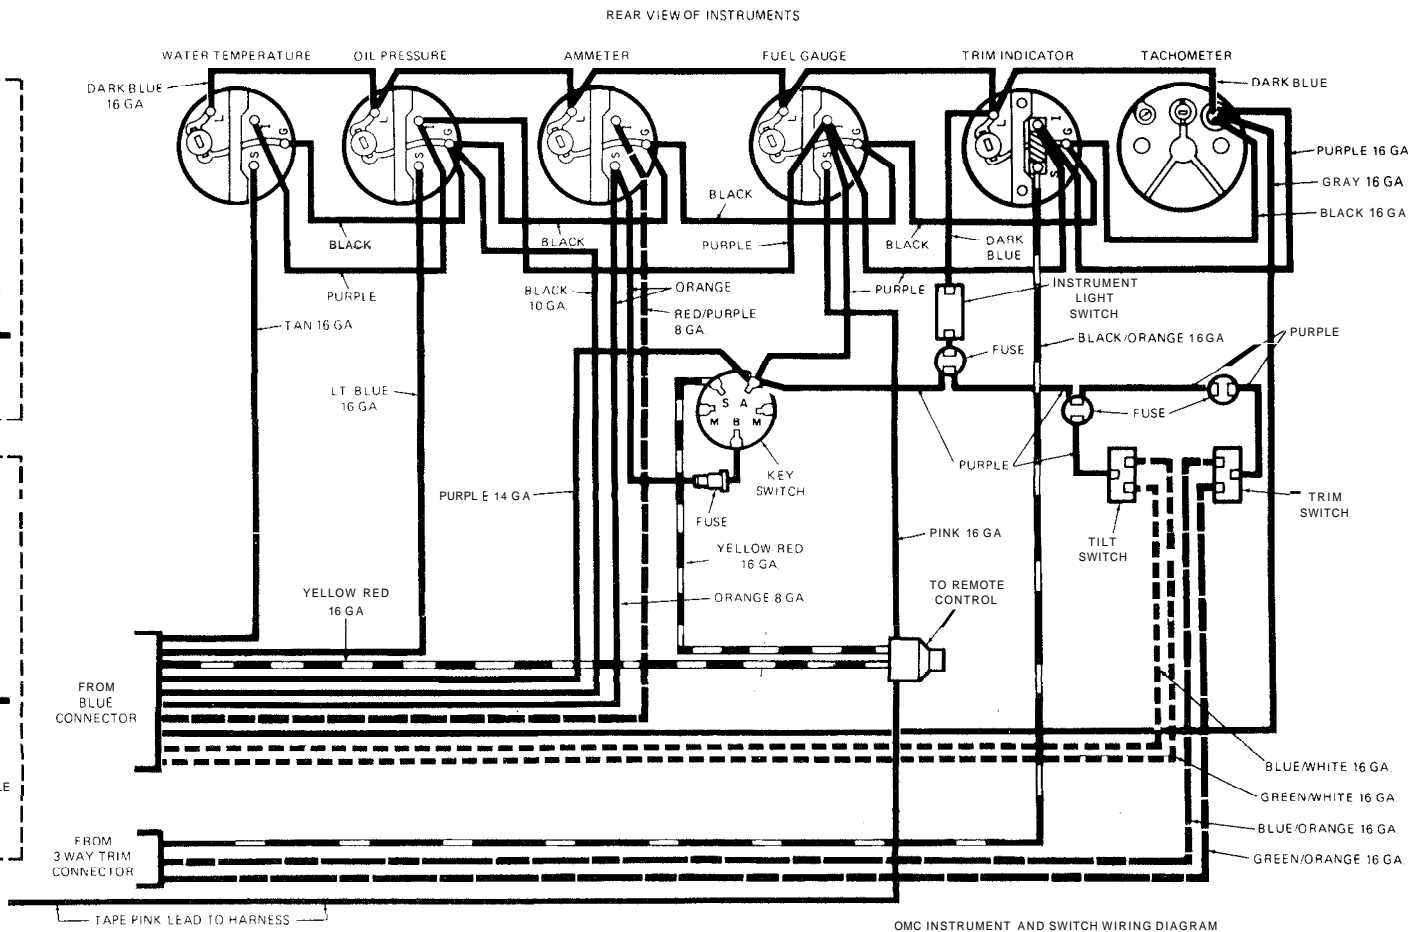 REAR VIEW OF INSTRUMENTS
WATER TEMPERATURE
OIL PRESSURE
AMMETER
FUEL GAUGE
TRIM INDICATOR
TACHOMETER
DARK BLUE
16 GA
DARK BLUE
L
I
G
S
L
I
G
S
L
I
G
S
L
I
G
S
L
I
G
S
PURPLE 16 GA
GRAY 16 GA
BLACK 16 GA
BLACK
BLACK
BLACK
PURPLE
BLACK
DARK
BLUE
PURPLE
BLACK
10 GA.
ORANGE
PURPLE
INSTRUMENT
LIGHT
SWITCH
RED/PURPLE
8 GA.
TAN 16 GA
FUSE
BLACK/ORANGE 16 GA
PURPLE
LT BLUE
16 GA
S A
M B M
FUSE
PURPLE
KEY
SWITCH
PURPLE 14 GA
FUSE
TRIM
SWITCH
TILT
SWITCH
PINK 16 GA
YELLOW/RED
16 GA.
YELLOW RED
16 GA
ORANGE 8 GA
TO REMOTE
CONTROL
FROM
BLUE
CONNECTOR
BLUE/WHITE 16 GA.
GREEN/WHITE 16 GA.
BLUE/ORANGE 16 GA.
GREEN/ORANGE 16 GA.
FROM
3 WAY TRIM
CONNECTOR
LE
TAPE PINK LEAD TO HARNESS
OMC INSTRUMENT AND SWITCH WIRING DIAGRAM